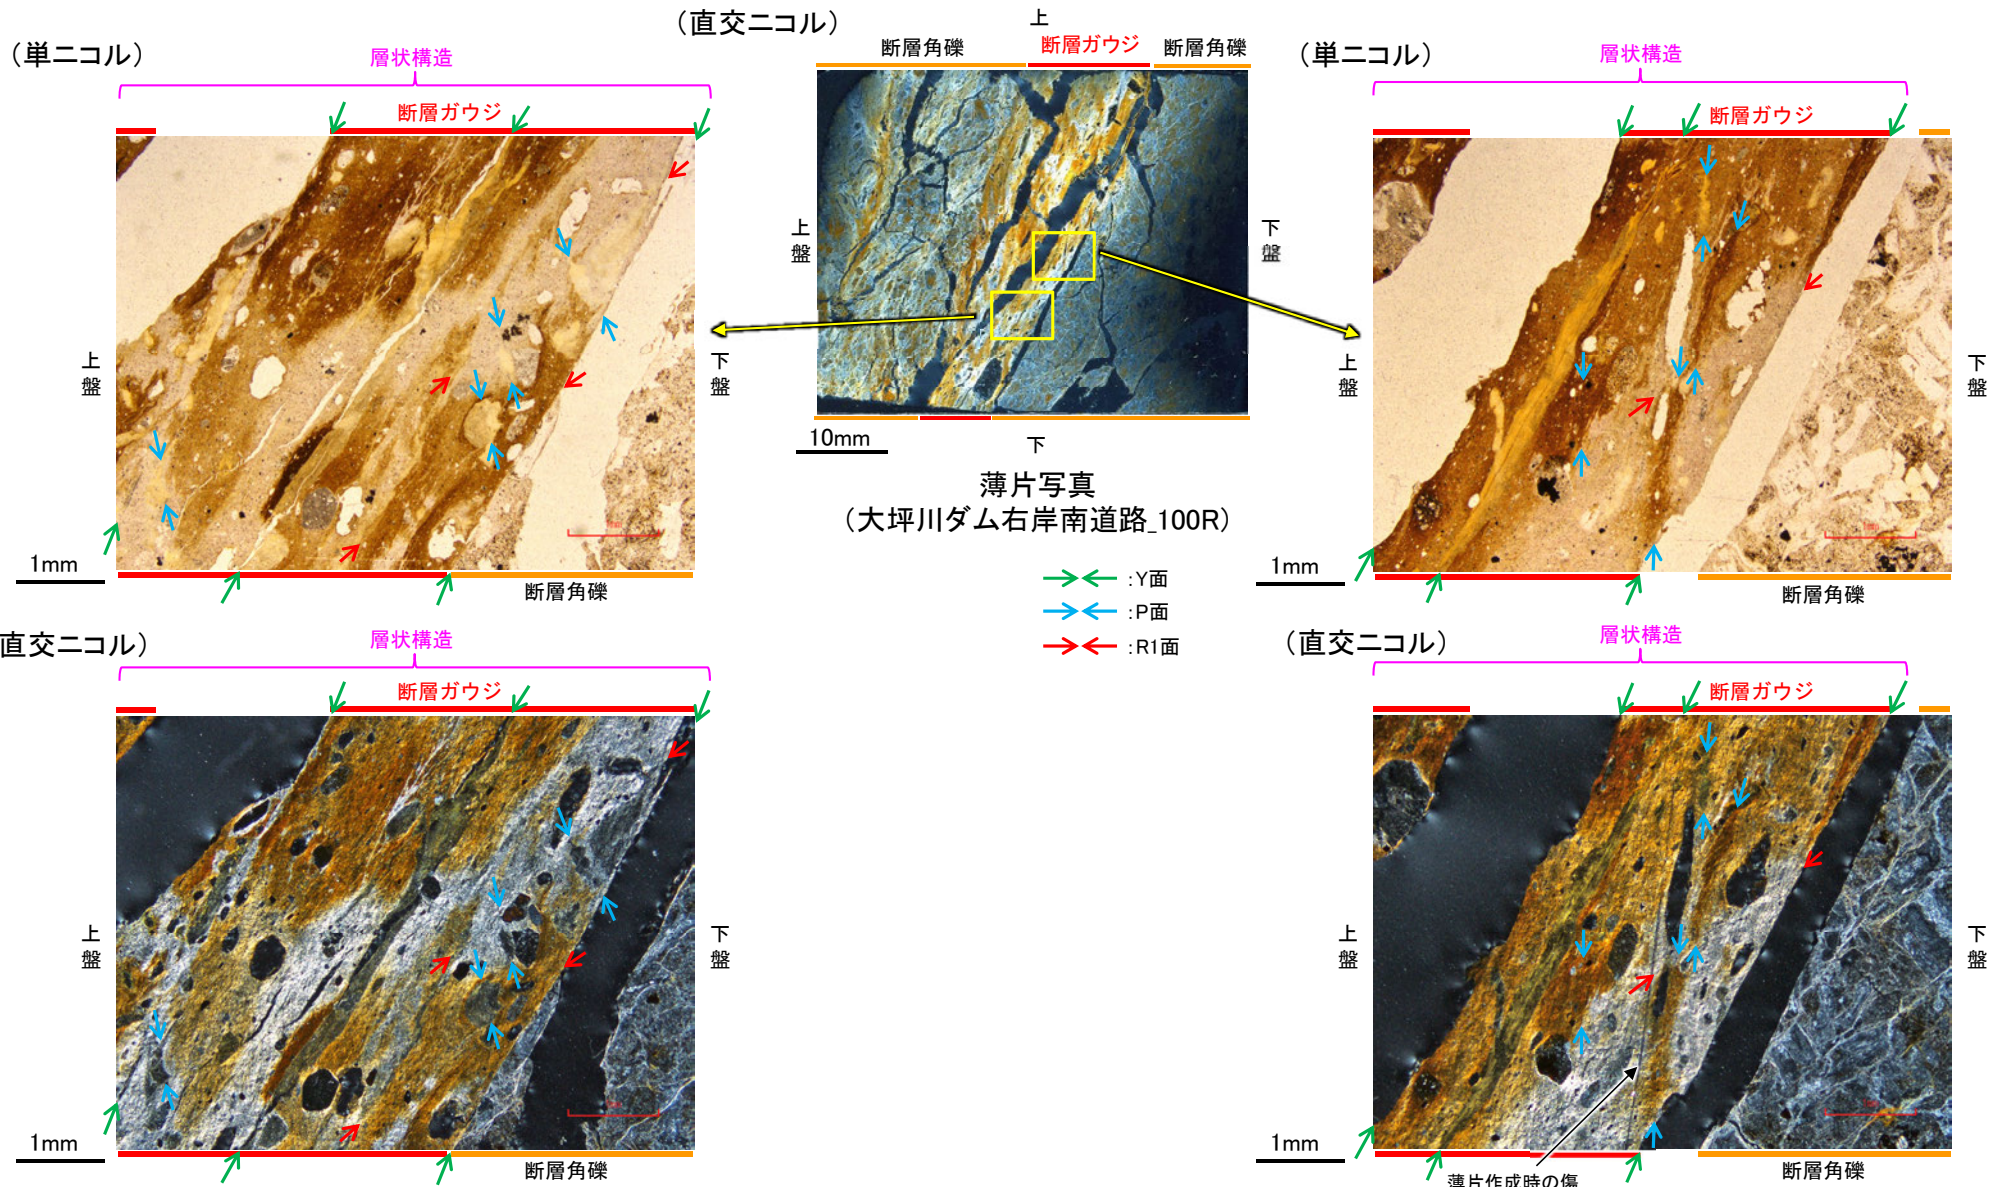 (単ニコル)
層状構造
断層ガウジ
上盤
下盤
1mm
断層角礫
(直交ニコル)
上
断層角礫
断層ガウジ
断層角礫
上盤
下盤
10mm
下
薄片写真
(大坪川ダム右岸南道路_100R)
:Y面
:P面
:R1面
(単ニコル)
層状構造
断層ガウジ
上盤
下盤
1mm
断層角礫
直交ニコル)
層状構造
断層ガウジ
上盤
下盤
1mm
断層角礫
(直交ニコル)
層状構造
断層ガウジ
上盤
下盤
1mm
薄片作成時の傷
断層角礫